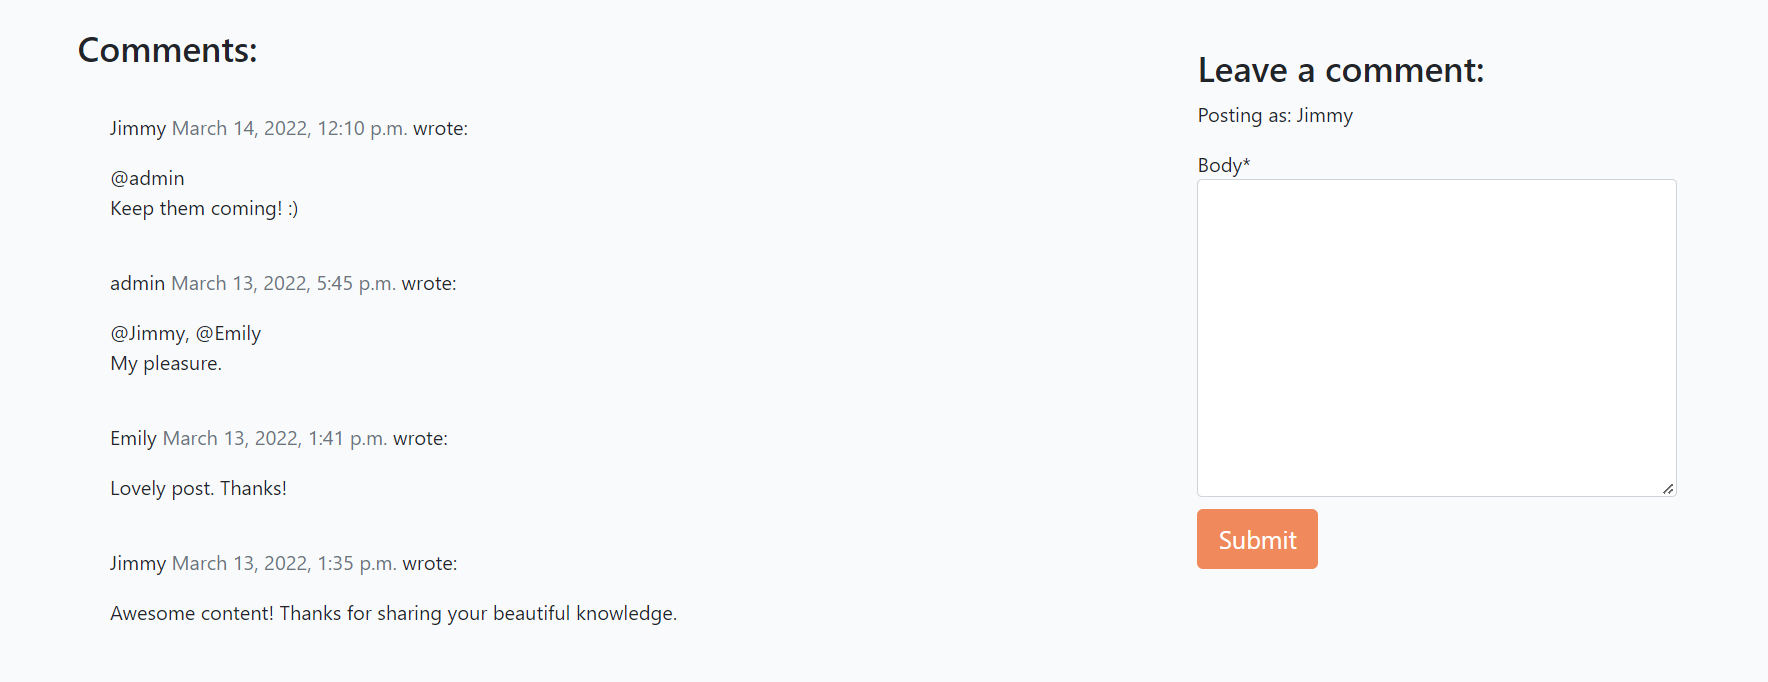 Comments:
Jimmy March 14, 2022, 12:10 p.m. wrote:
@admin
Keep them coming! :)
admin March 13, 2022, 5:45 p.m. wrote:
@Jimmy, @Emily
My pleasure.
Emily March 13, 2022, 1:41 p.m. wrote:
Lovely post. Thanks!
Jimmy March 13, 2022, 1:35 p.m. wrote:
Awesome content! Thanks for sharing your beautiful knowledge.
Leave a comment:
Posting as: Jimmy
Body*
Submit